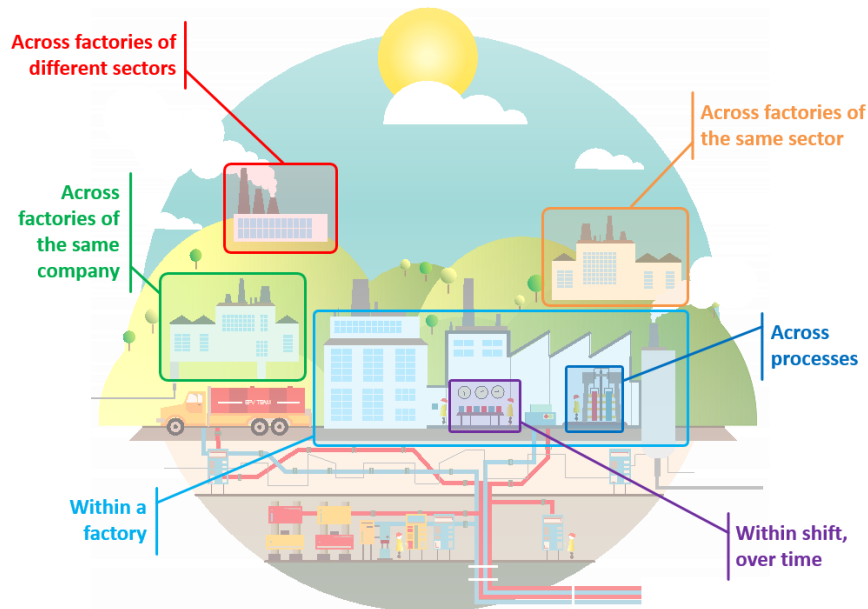 Across factories of
different sectors
Across factories of
the same sector
Across
factories of
the same
company
Across
processes
Within a
factory
Within shift,
over time